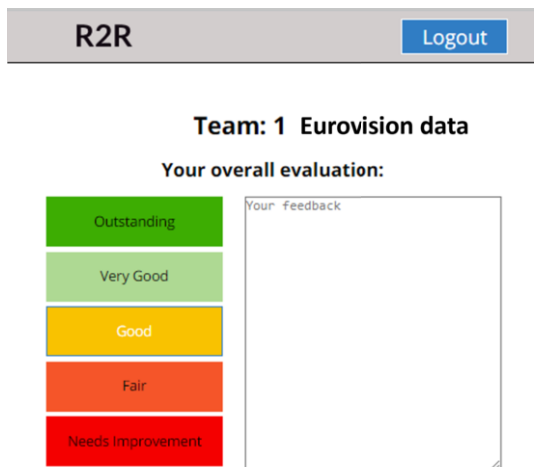 R2R
Logout
Team: 1 Eurovision data
Your overall evaluation:
Outstanding
Your feedback
Very Good
Good
Fair
Needs Improvement